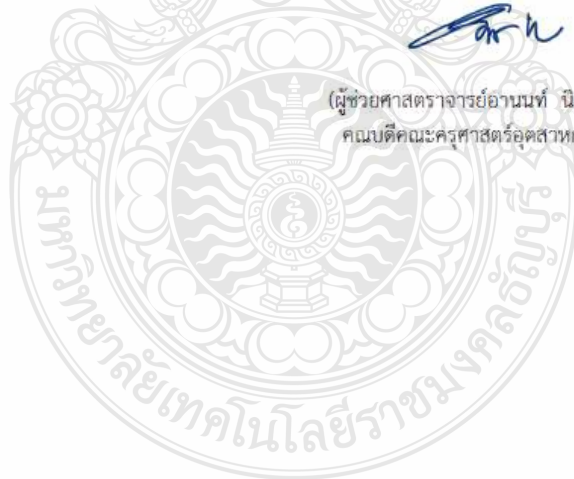 (ผู้ช่วยศาสตราจารย์อานนท์ นิ
คณบดีคณะครุศาสตร์อุตสาห
มหาวิทยาลัยเทคโนโลยีราชมงคลธัญบุรี